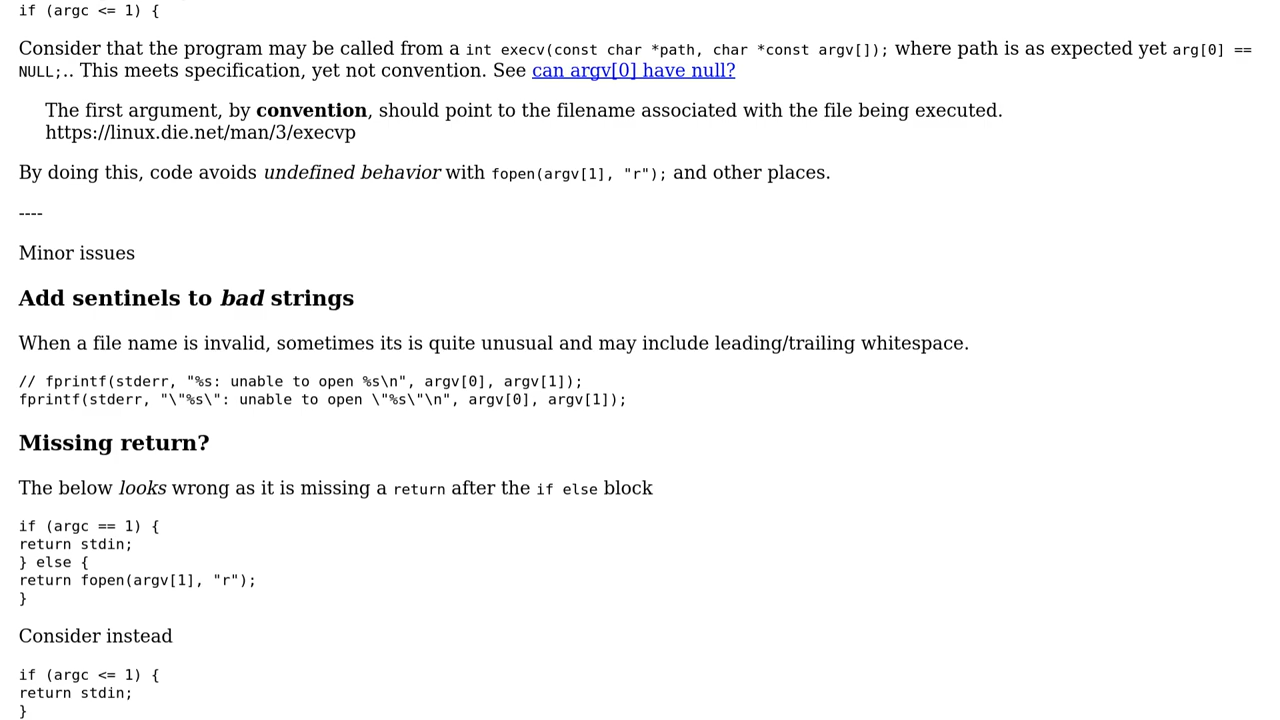 if (argc <= 1) {
Consider that the program may be called from a int execv(const char *path, char *const argv[]); where path is as expected yet arg[0] ==
NULL;.. This meets specification, yet not convention. See can argv[0] have null?
The first argument, by convention, should point to the filename associated with the file being executed.
https://linux.die.net/man/3/execvp
By doing this, code avoids undefined behavior with fopen(argv[1], "r"); and other places.
----
Minor issues
Add sentinels to bad strings
When a file name is invalid, sometimes its is quite unusual and may include leading/trailing whitespace.
// fprintf(stderr, "%s: unable to open %s\n", argv[0], argv[1]);
fprintf(stderr, "\"%s\": unable to open \"%s\"\n", argv[0], argv[1]);
Missing return?
The below looks wrong as it is missing a return after the if else block
if (argc == 1) {
return stdin;
} else {
return fopen(argv[1], "r");
}
Consider instead
if (argc <= 1) {
return stdin;
}